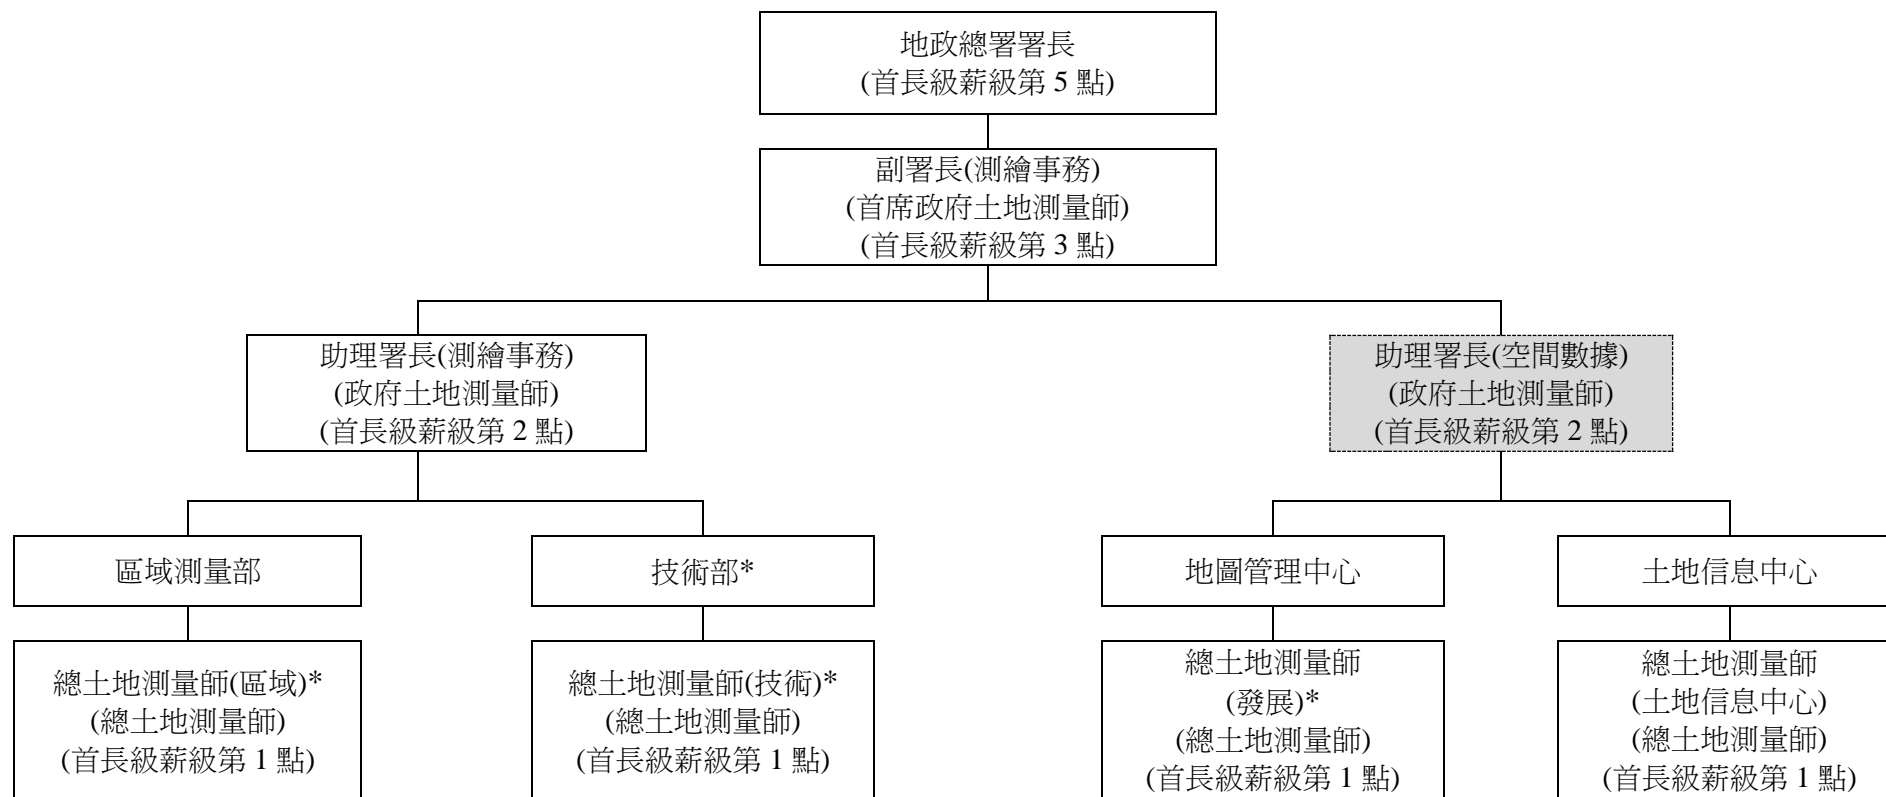 地政總署署長
(首長級薪級第 5 點)
副署長(測繪事務)
(首席政府土地測量師)
(首長級薪級第 3 點)
助理署長(測繪事務)
(政府土地測量師)
(首長級薪級第 2 點)
助理署長(空間數據)
(政府土地測量師)
(首長級薪級第 2 點)
區域測量部
技術部*
地圖管理中心
土地信息中心
總土地測量師(區域)*
(總土地測量師)
(首長級薪級第 1 點)
總土地測量師(技術)*
(總土地測量師)
(首長級薪級第 1 點)
總土地測量師
(發展)*
(總土地測量師)
(首長級薪級第 1 點)
總土地測量師
(土地信息中心)
(總土地測量師)
(首長級薪級第 1 點)